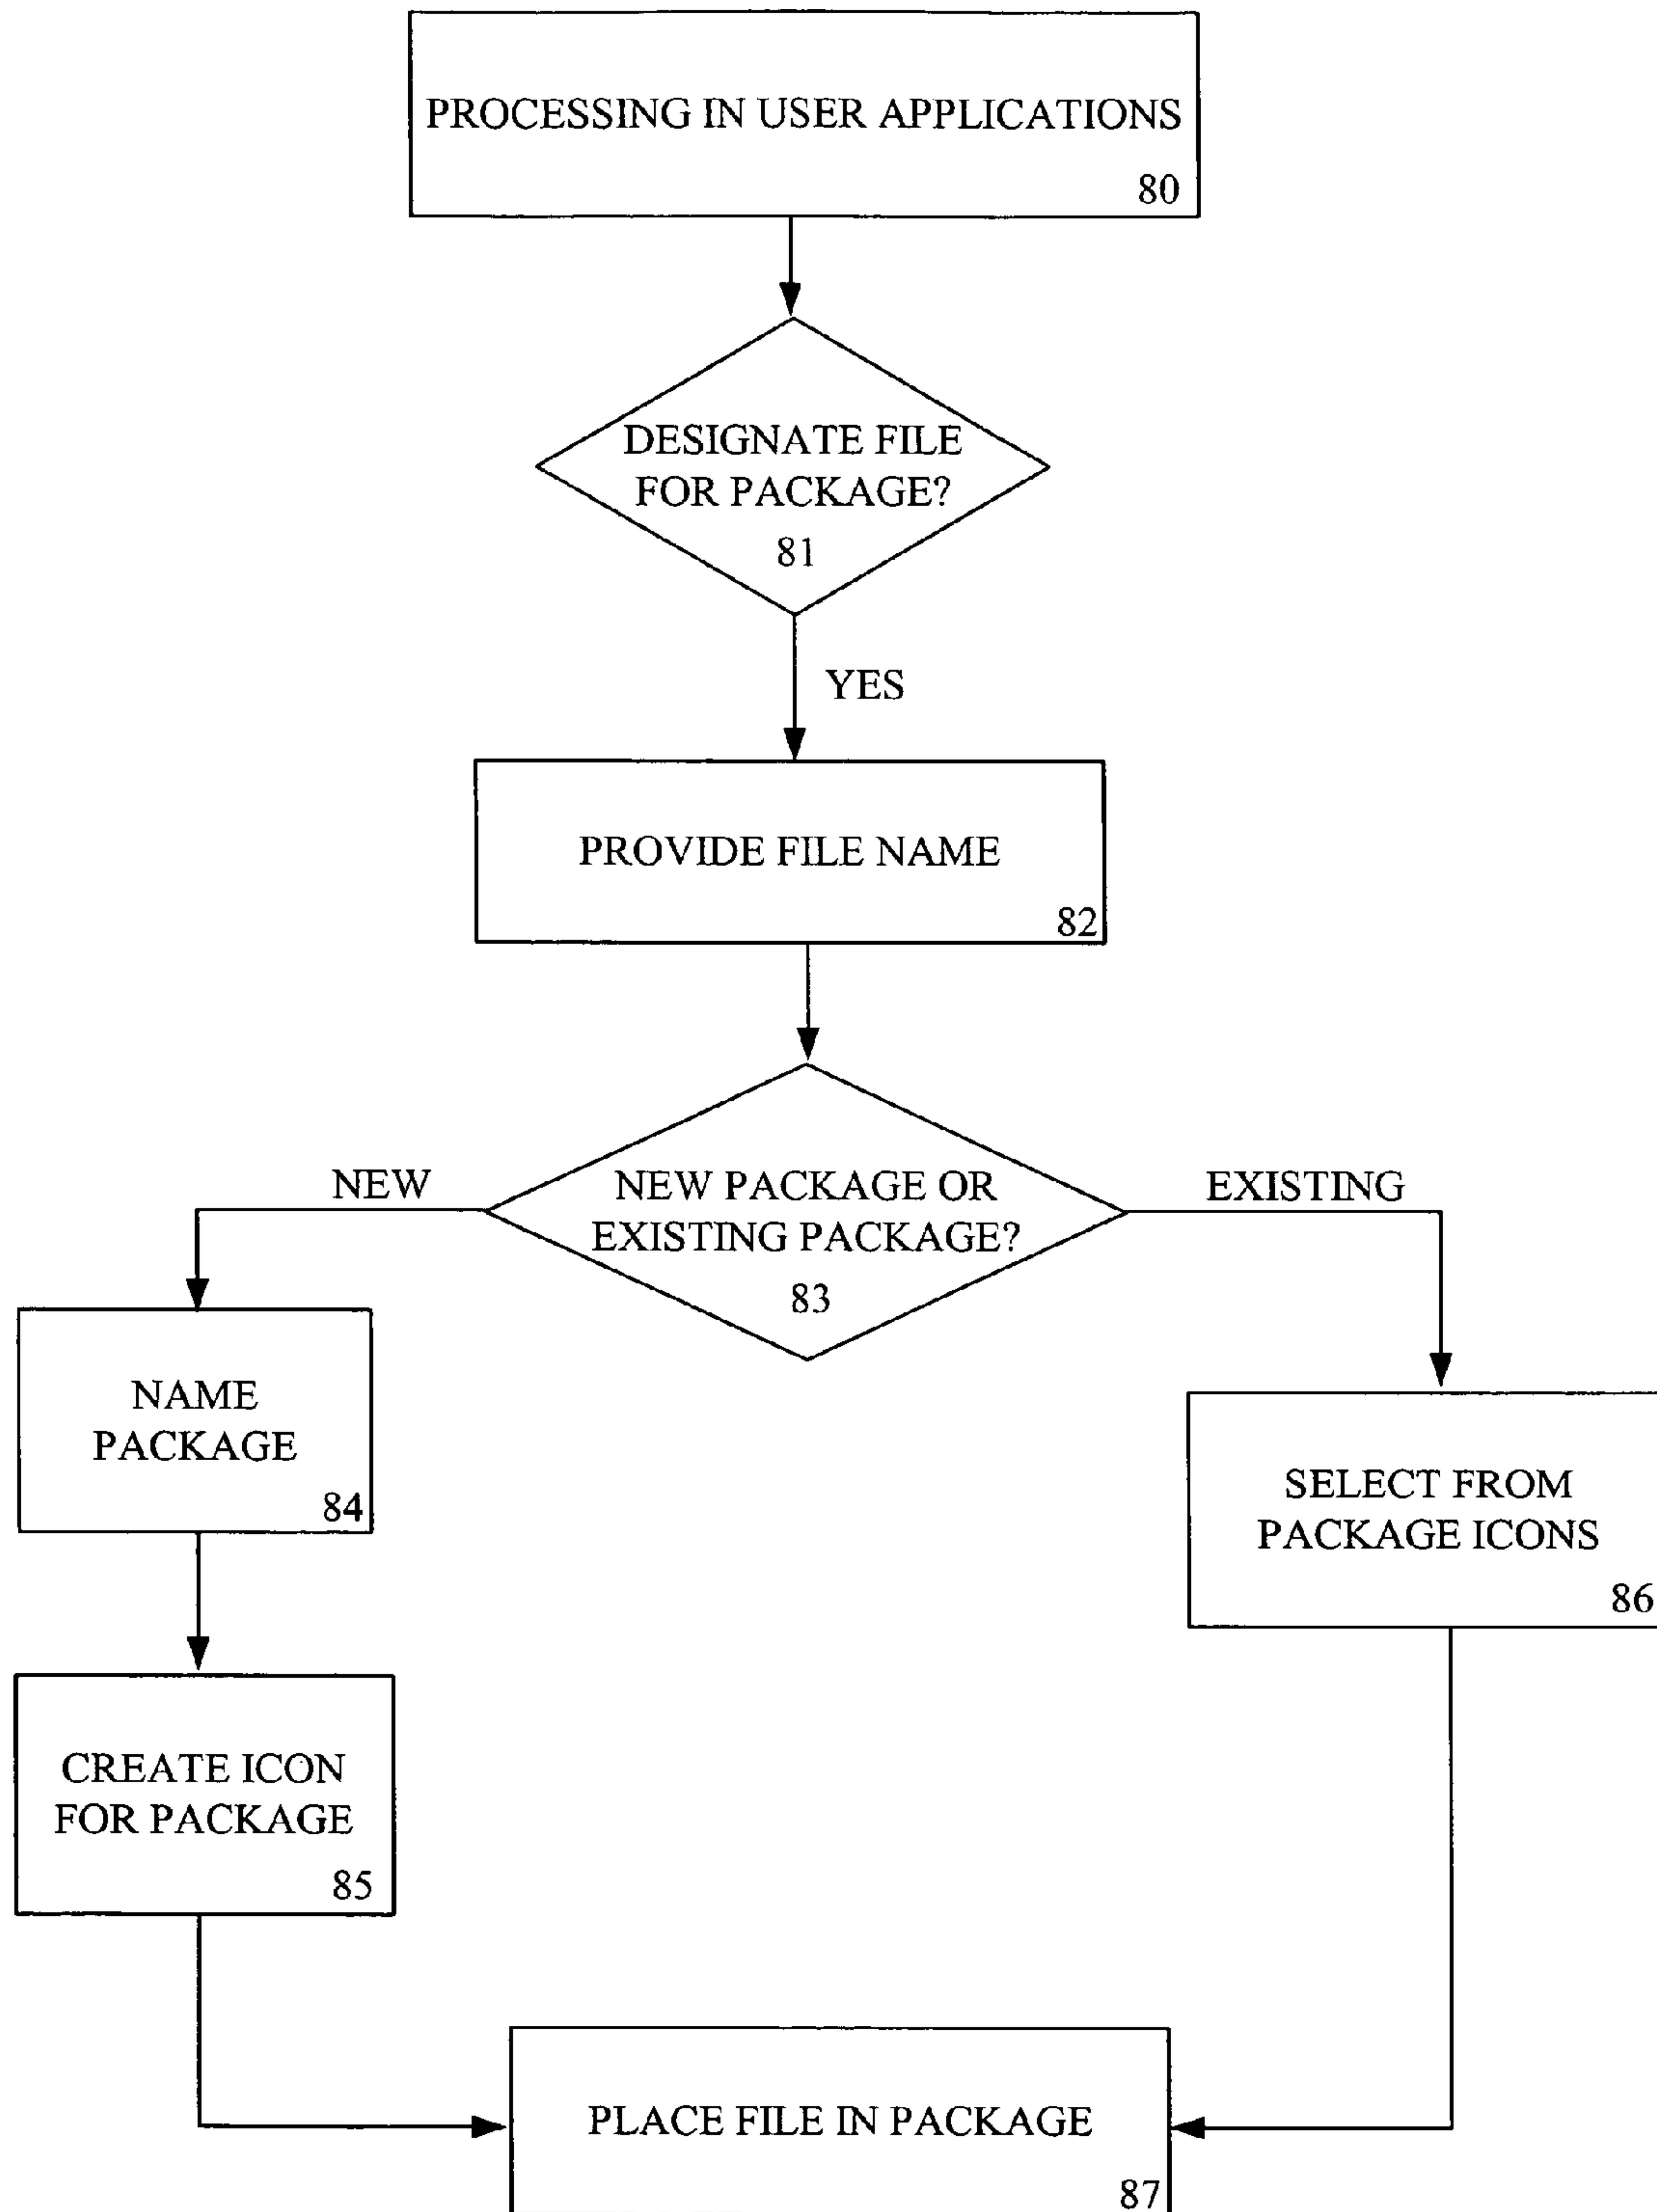 PROCESSING IN USER APPLICATIONS
80
DESIGNATE FILE
FOR PACKAGE?
81
YES
PROVIDE FILE NAME
82
NEW
NEW PACKAGE OR
EXISTING PACKAGE?
83
EXISTING
NAME
PACKAGE
84
SELECT FROM
PACKAGE ICONS
86
CREATE ICON
FOR PACKAGE
85
PLACE FILE IN PACKAGE
87